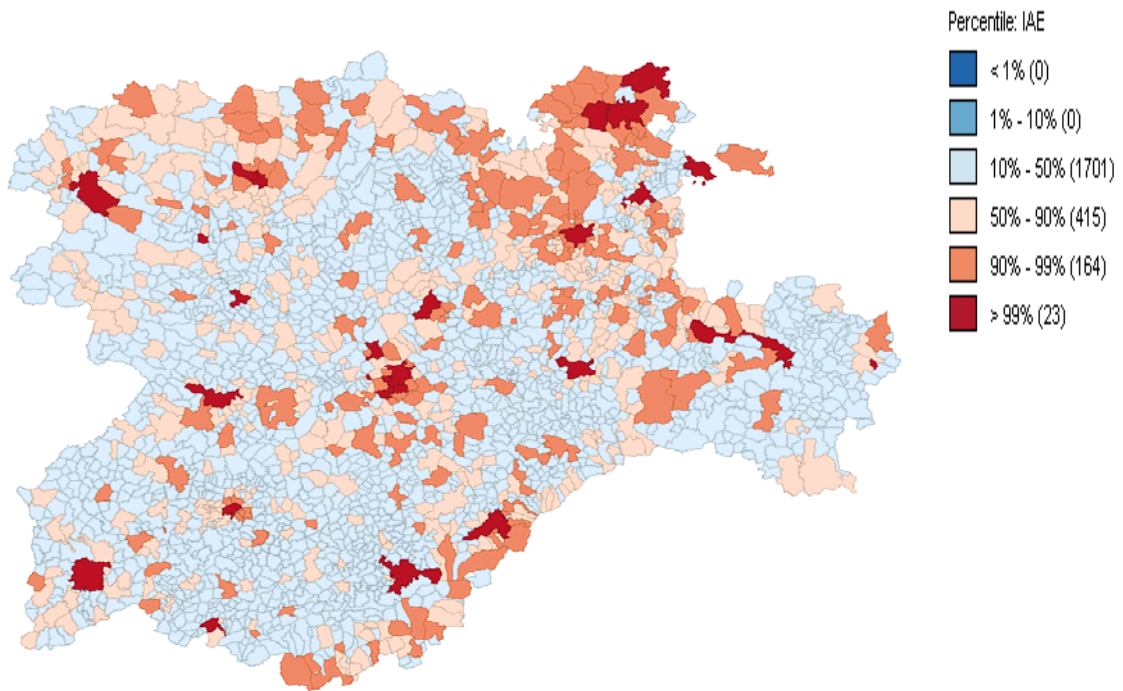 Percentile: IAE
< 1% (0)
1% - 10% (0)
10% - 50% (1701)
50% - 90% (415)
90% - 99% (164)
> 99% (23)